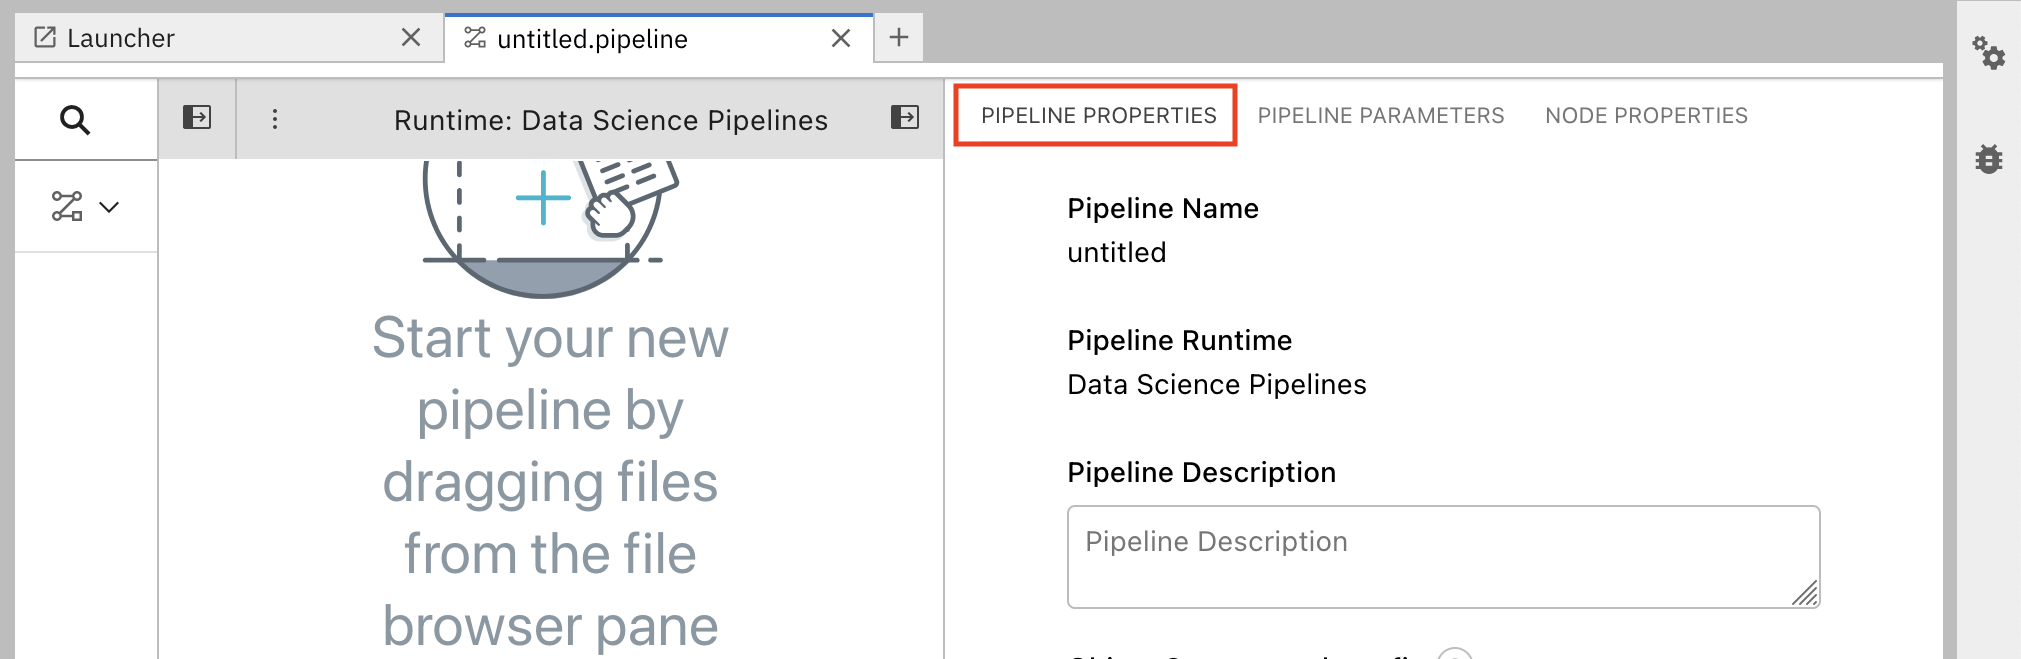 Launcher
untitled.pipeline
Runtime: Data Science Pipelines
PIPELINE PROPERTIES
PIPELINE PARAMETERS
NODE PROPERTIES
Start your new
pipeline by
dragging files
from the file
browser pane
Pipeline Name
untitled
Pipeline Runtime
Data Science Pipelines
Pipeline Description
Pipeline Description